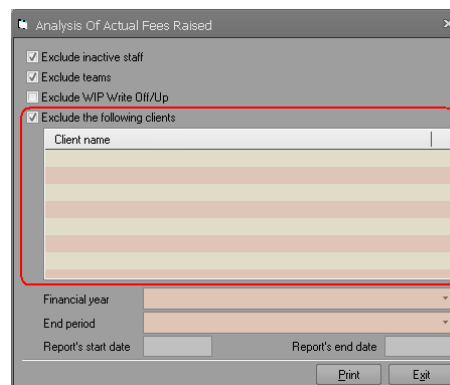 Analysis Of Actual Fees Raised
Exclude inactive staff
Exclude teams
Exclude WIP Write Off/Up
Exclude the following clients
Client name
Financial year
End period
Report's start date Report's end date
Print Exit